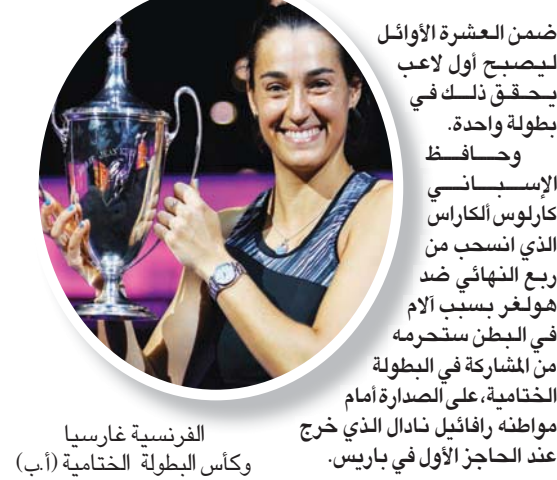 ضمن العشرة الأوائل
ليصبح أول لاعب
يحقق ذلك في
بطولة واحدة.
وحافظ
الإسباني
كارلوس ألكاراس
الذي انسحب من
ربع النهائي ضد
هولغر بسبب آلام
في البطن ستحرمه
من المشاركة في البطولة
الختامية، على الصدارة أمام
مواطنه رافائيل نادال الذي خرج
عند الحاجز الأول في باريس.
الفرنسية غارسيا
وكأس البطولة الختامية (أ.ب)